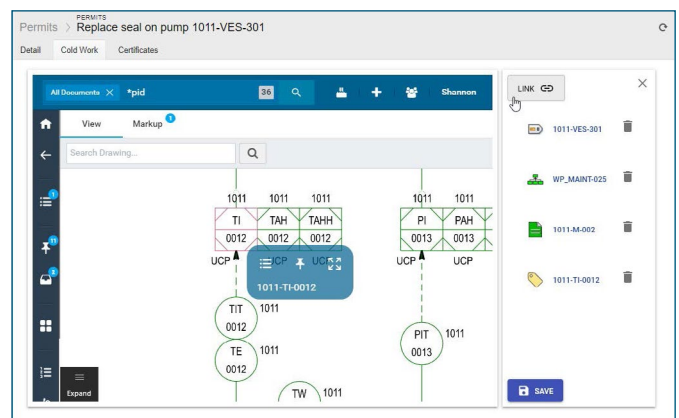 PERMITS
Permits > Replace seal on pump 1011-VES-301
Detail Cold Work Certificates
All Documents × *pid 36 Shannon
LINK
View Markup 1
Search Drawing...
1011-VES-301
WP_MAINT-025
1011-M-002
1011-TI-0012
SAVE
1
11
2
Expand
1011 1011 1011 1011 1011
TI TAH TAHH PI PAH
0012 0012 0012 0013 0013
UCP UCP UCP UCP UCP
1011-TI-0012
TIT 1011
0012
TE 1011
0012
PIT 1011
0013
TW 1011